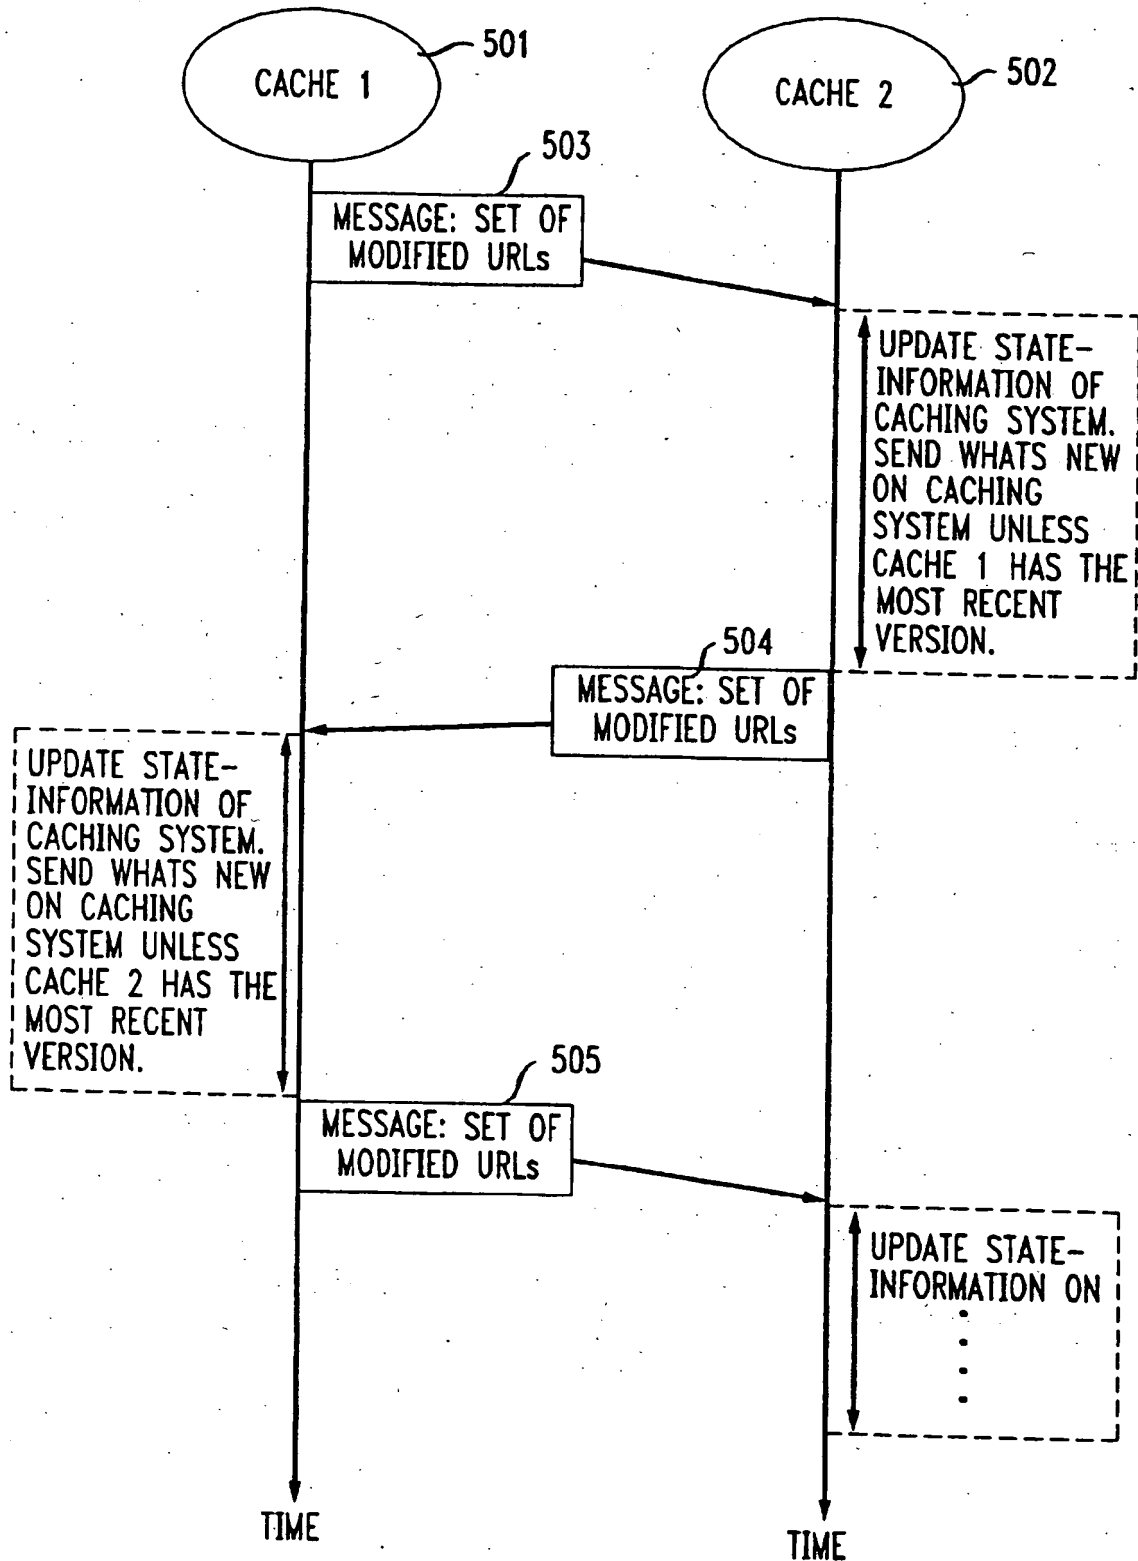 501
CACHE 1
502
CACHE 2
503
MESSAGE: SET OF
MODIFIED URLs
UPDATE STATE-
INFORMATION OF
CACHING SYSTEM.
SEND WHATS NEW
ON CACHING
SYSTEM UNLESS
CACHE 1 HAS THE
MOST RECENT
VERSION.
504
MESSAGE: SET OF
MODIFIED URLs
UPDATE STATE-
INFORMATION OF
CACHING SYSTEM.
SEND WHATS NEW
ON CACHING
SYSTEM UNLESS
CACHE 2 HAS THE
MOST RECENT
VERSION.
505
MESSAGE: SET OF
MODIFIED URLs
UPDATE STATE-
INFORMATION ON
TIME
TIME